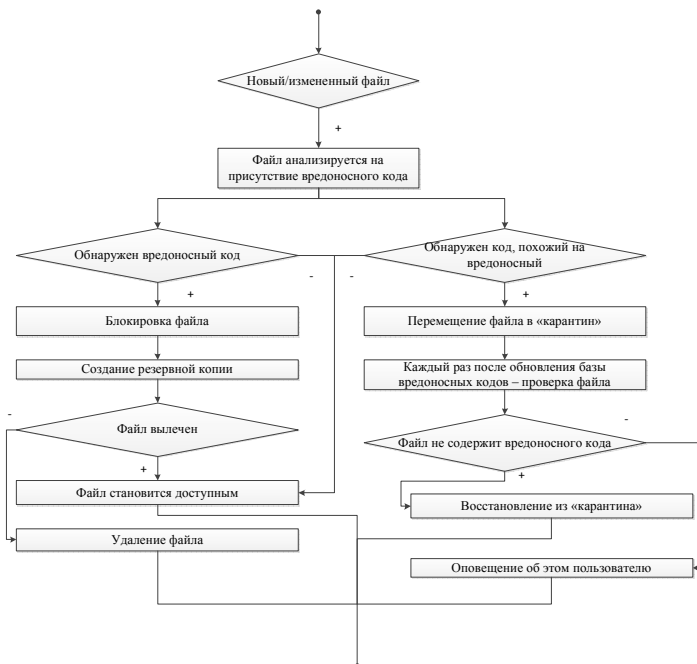 Новый/измененный файл
+
Файл анализируется на
присутствие вредоносного кода
Обнаружен вредоносный код
Обнаружен код, похожий на
вредоносный
-
-
+
+
Блокировка файла
Перемещение файла в «карантин»
Создание резервной копии
Каждый раз после обновления базы
вредоносных кодов – проверка файла
-
Файл вылечен
-
Файл не содержит вредоносного кода
+
+
Файл становится доступным
Восстановление из «карантина»
Удаление файла
Оповещение об этом пользователю